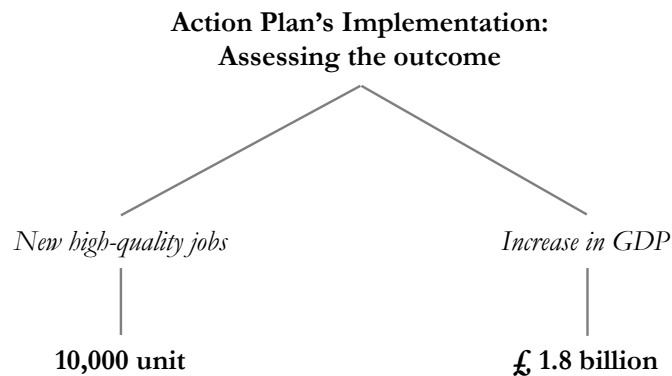 Action Plan’s Implementation:
Assessing the outcome
New high-quality jobs
Increase in GDP
10,000 unit
£ 1.8 billion